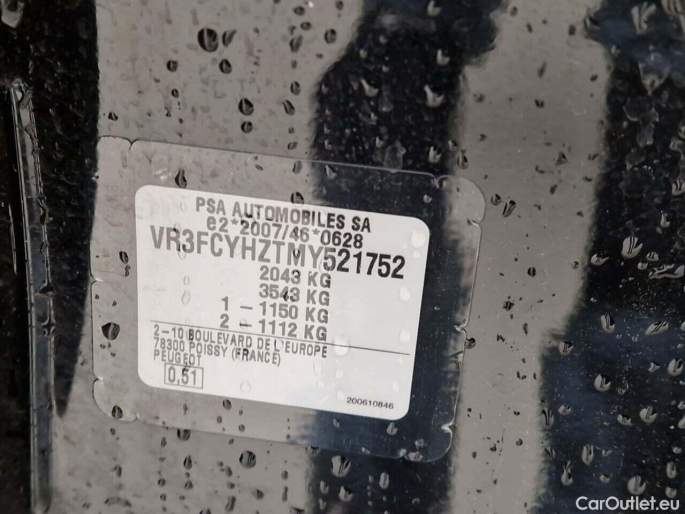 PSA AUTOMOBILES SA
e2*2007/46*0628
VR3FCYHZTMY521752
2043 KG
3543 KG
1 - 1150 KG
2 - 1112 KG
2-10 BOULEVARD DE L'EUROPE
78300 POISSY (FRANCE)
PEUGEOT
0,51
200610846
CarOutlet.eu